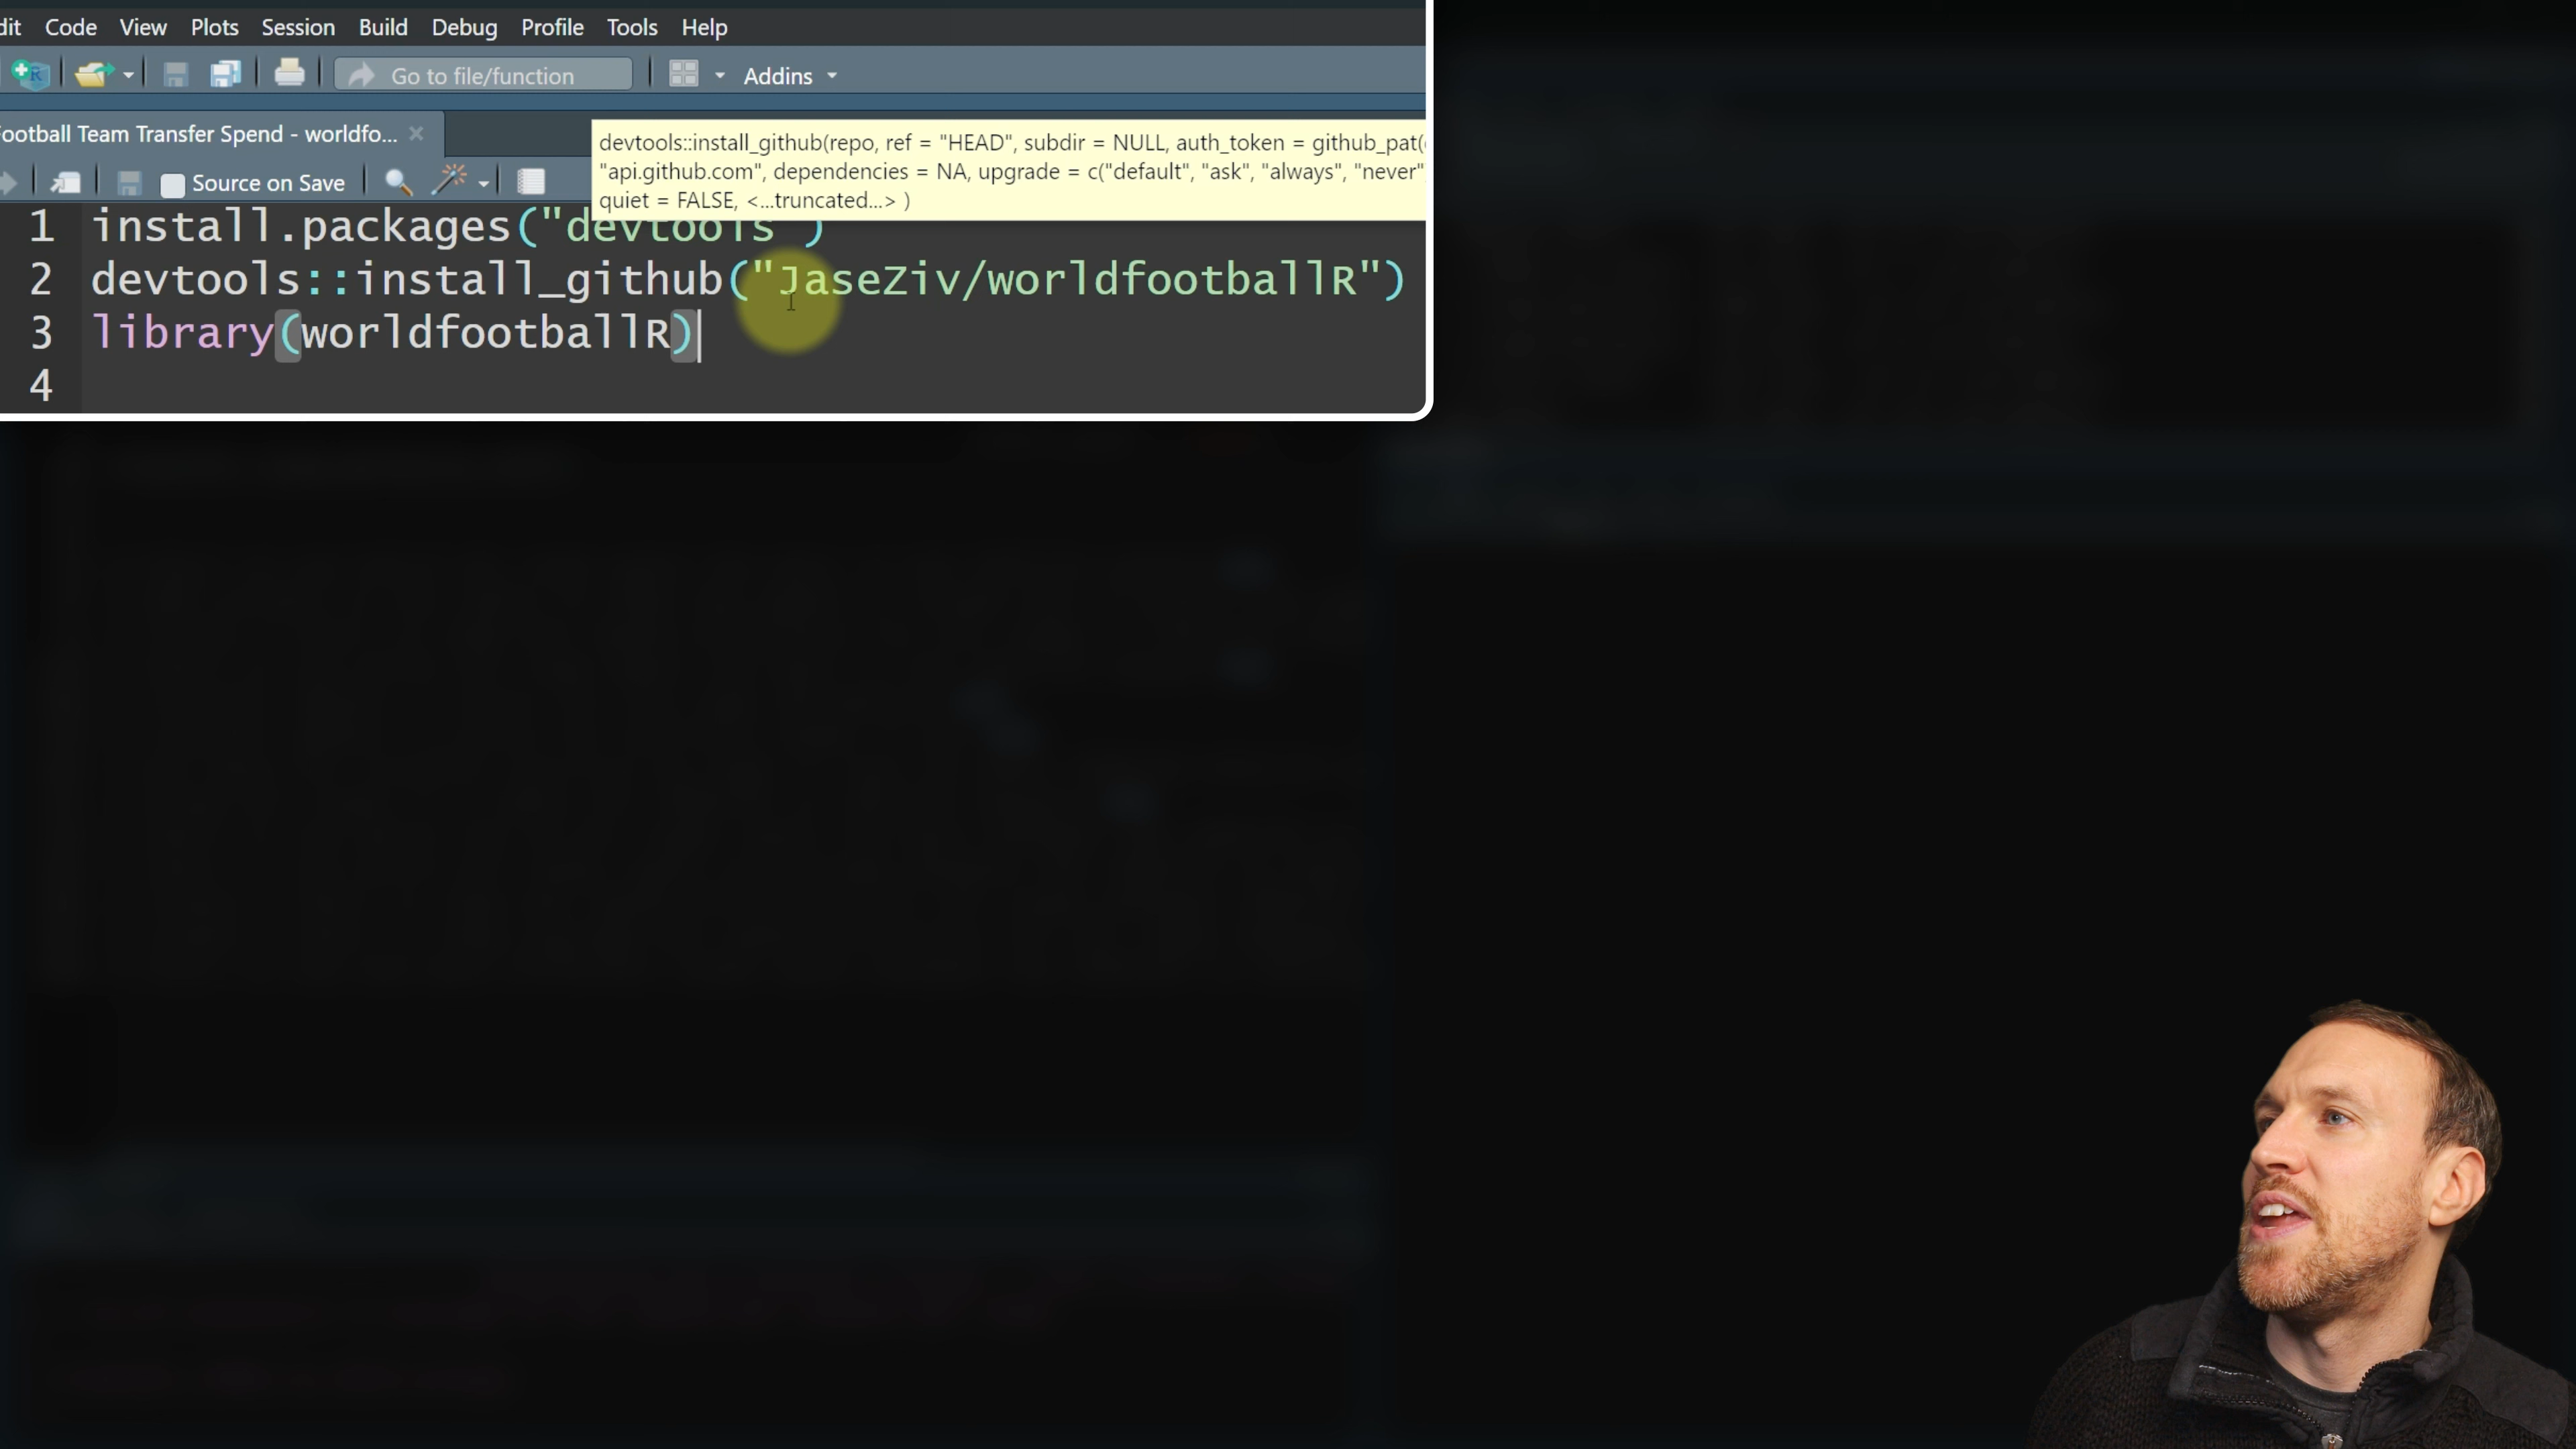 dit Code View Plots Session Build Debug Profile Tools Help
Go to file/function Addins
ootball Team Transfer Spend - worldfo...
devtools::install_github(repo, ref = "HEAD", subdir = NULL, auth_token = github_pat(
"api.github.com", dependencies = NA, upgrade = c("default", "ask", "always", "never"
quiet = FALSE, <...truncated...> )
Source on Save
1 install.packages("devtools")
2 devtools::install_github("JaseZiv/worldfootballR")
3 library(worldfootballR)
4